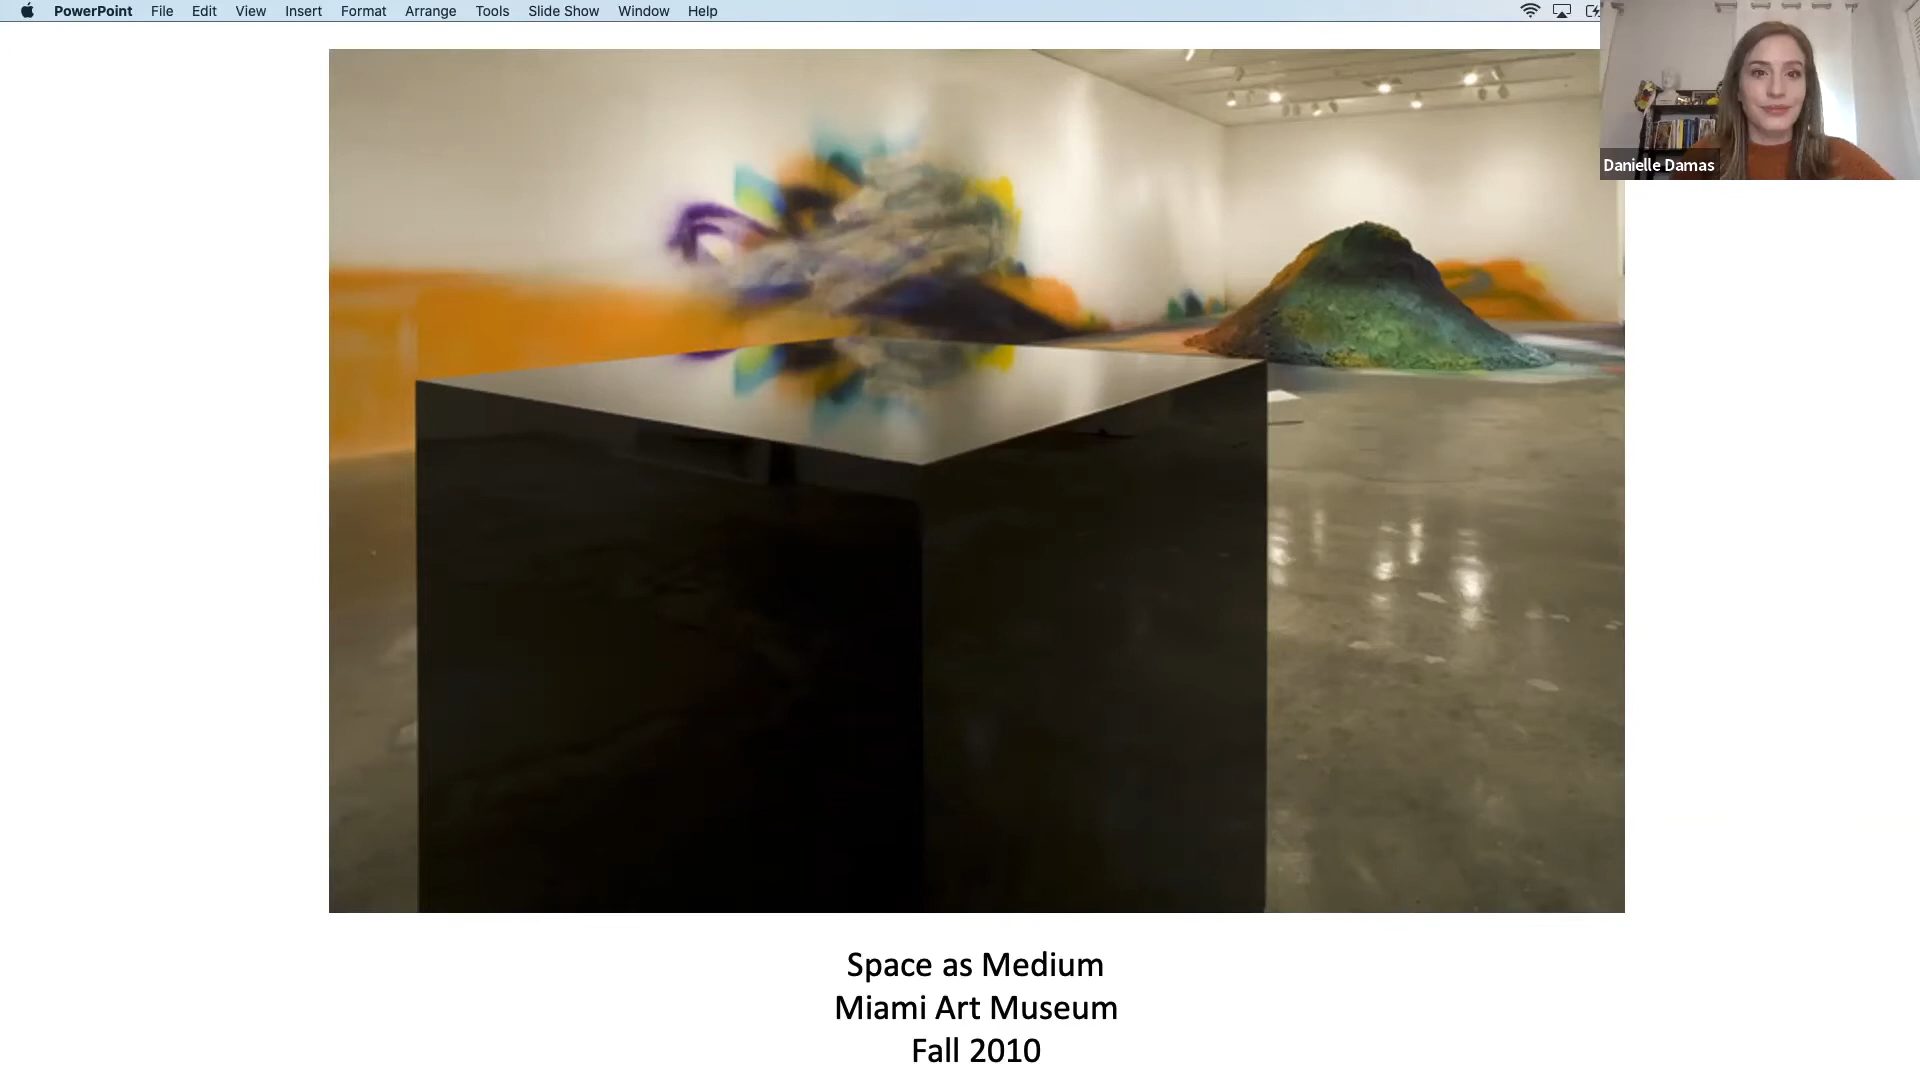 PowerPoint File Edit View Insert Format Arrange Tools Slide Show Window Help
Danielle Damas
Space as Medium
Miami Art Museum
Fall 2010